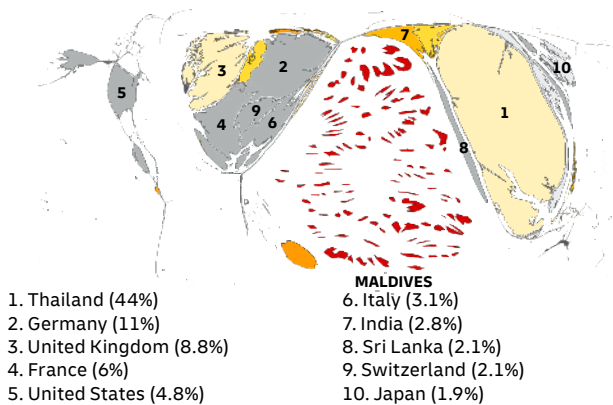 7
3
2
10
5
9
1
4
6
8
MALDIVES
1. Thailand (44%)
2. Germany (11%)
3. United Kingdom (8.8%)
4. France (6%)
5. United States (4.8%)
6. Italy (3.1%)
7. India (2.8%)
8. Sri Lanka (2.1%)
9. Switzerland (2.1%)
10. Japan (1.9%)